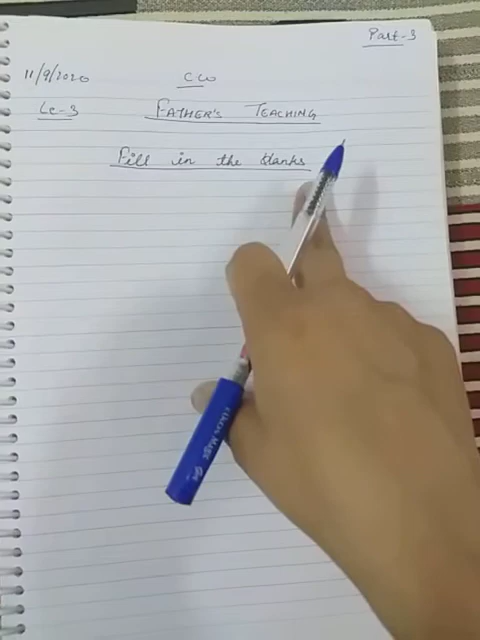 Part-3
11/9/2020 CW
Le-3 FATHER'S TEACHING
Fill in the blanks